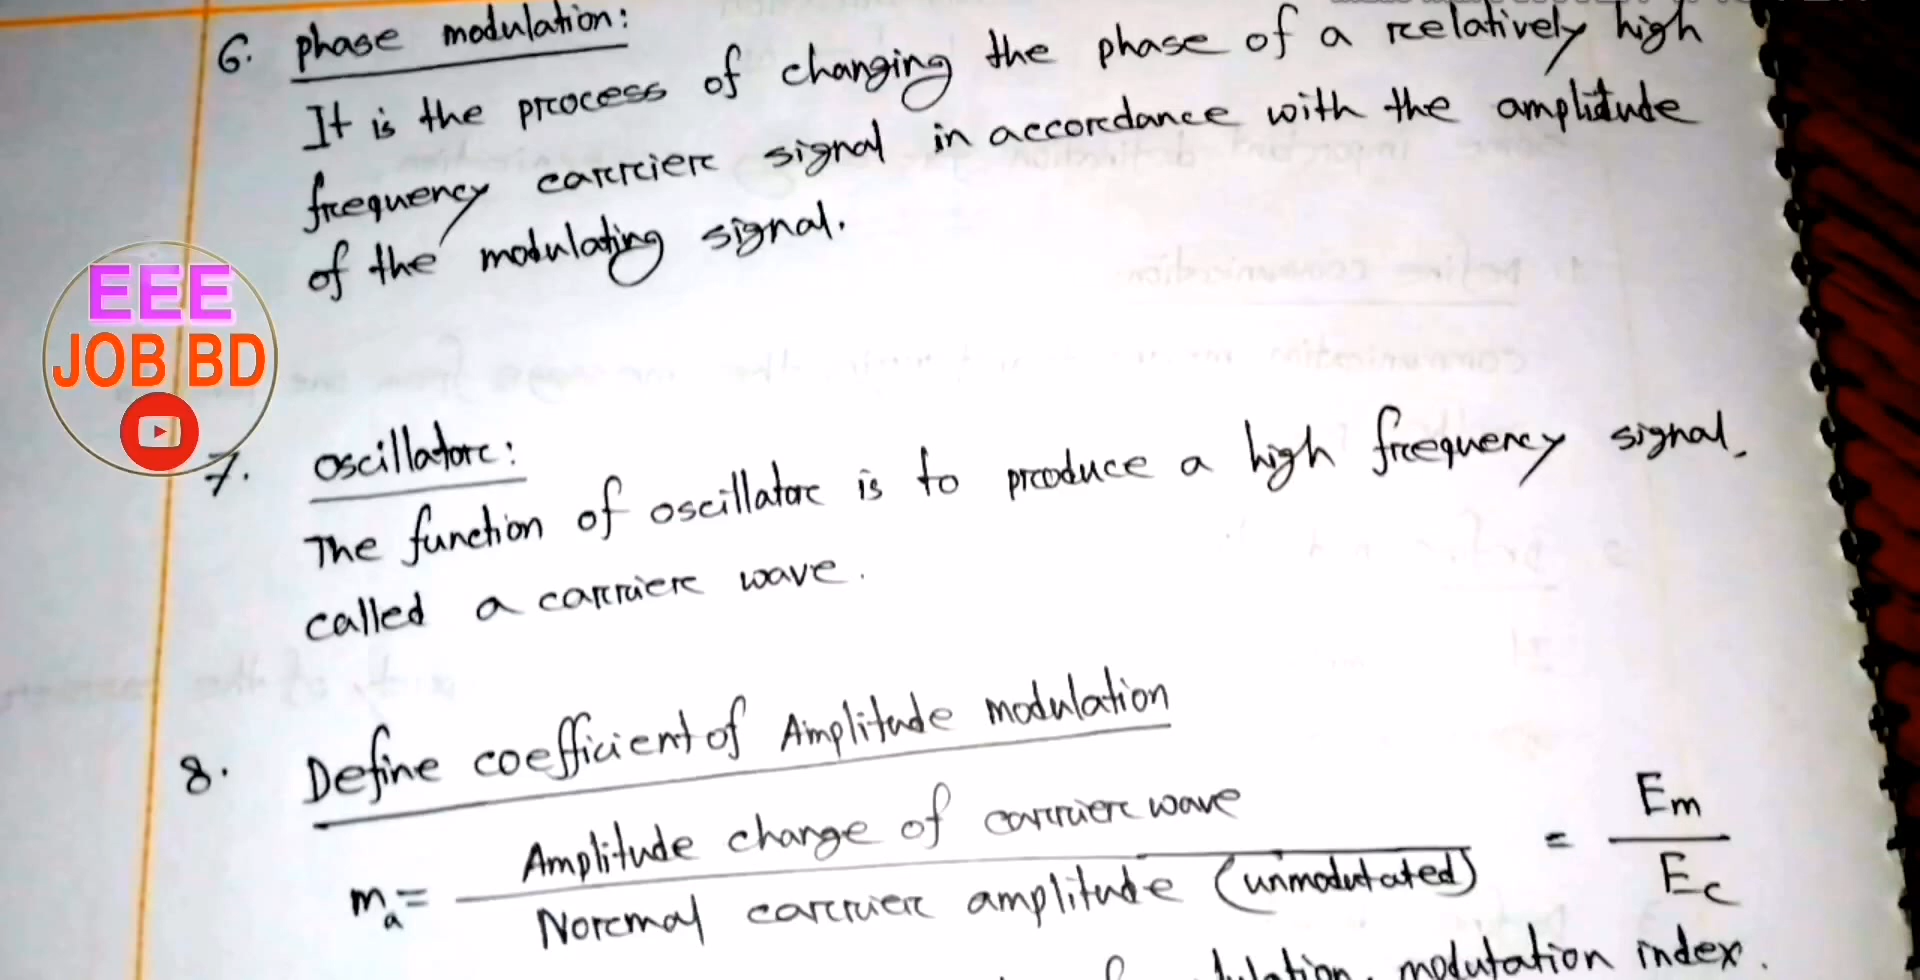 6. phase modulation:
It is the process of changing the phase of a relatively high
frequency carrier signal in accordance with the amplitude
of the modulating signal.
EEE
JOB BD
7. oscillator:
The function of oscillator is to produce a high frequency signal.
called a carrier wave.
8. Define coefficient of Amplitude modulation
mₐ = Amplitude change of carrier wave / Normal carrier amplitude (unmodutated) = Em / Ec
modutation index.